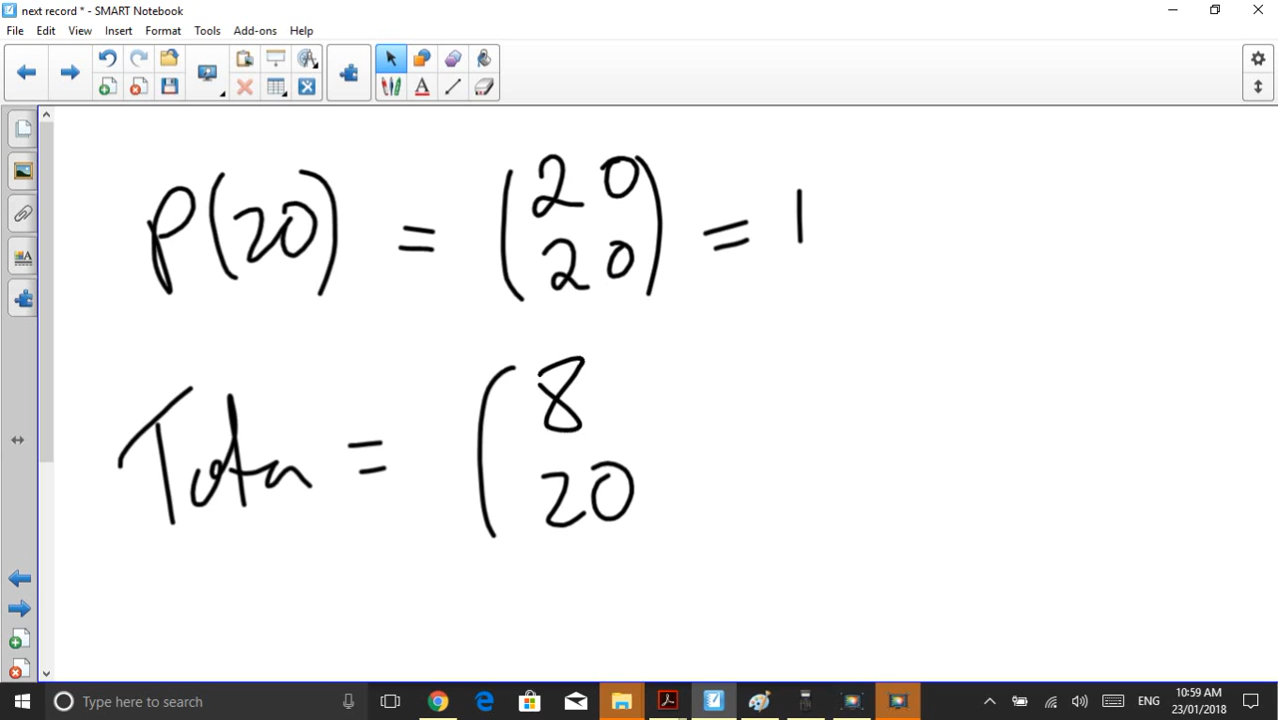 next record * - SMART Notebook
File Edit View Insert Format Tools Add-ons Help
P(20) = (20 20) = 1
Tota = (8 20
Type here to search
ENG
10:59 AM
23/01/2018